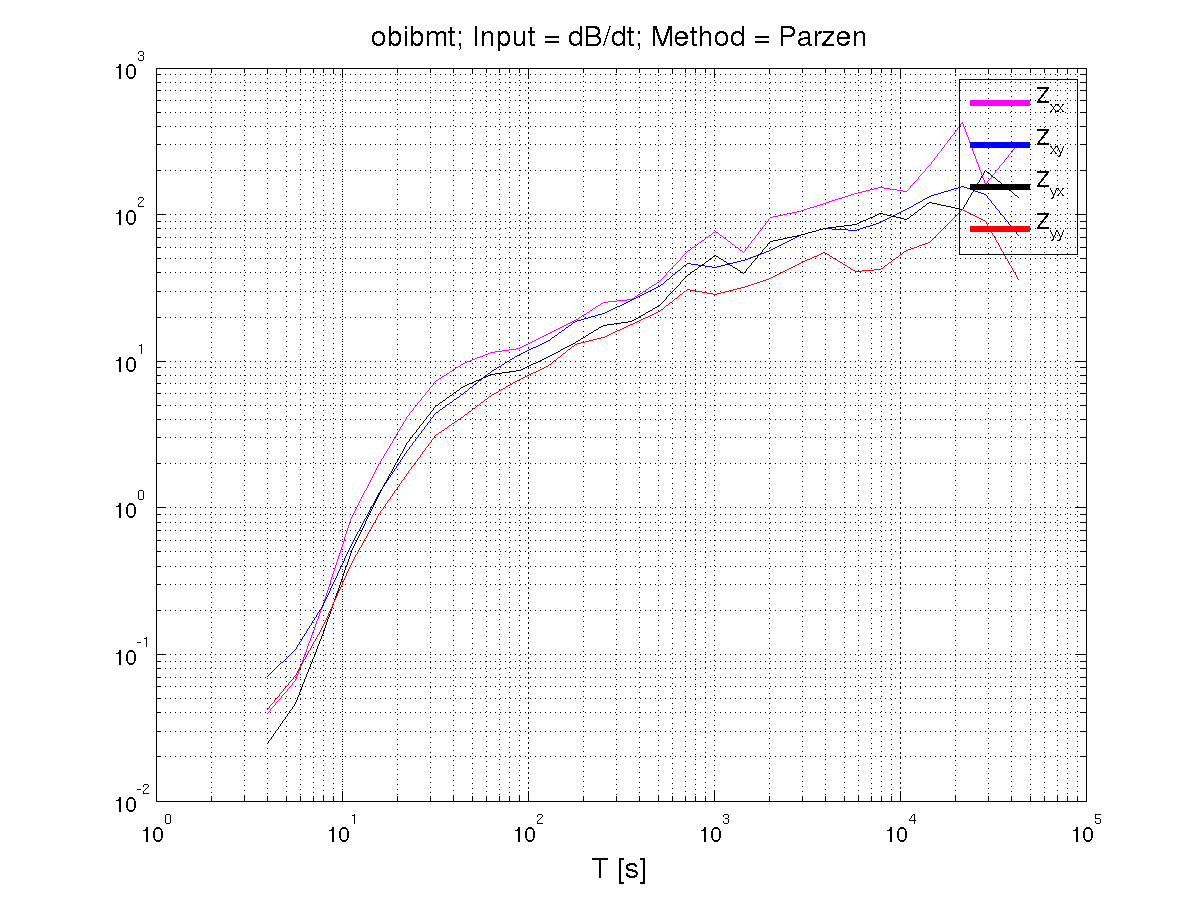 obibmt; Input = dB/dt; Method = Parzen
10^3
10^2
10^1
10^0
10^-1
10^-2
Z_xx
Z_xy
Z_yx
Z_yy
10^0 10^1 10^2 10^3 10^4 10^5
T [s]